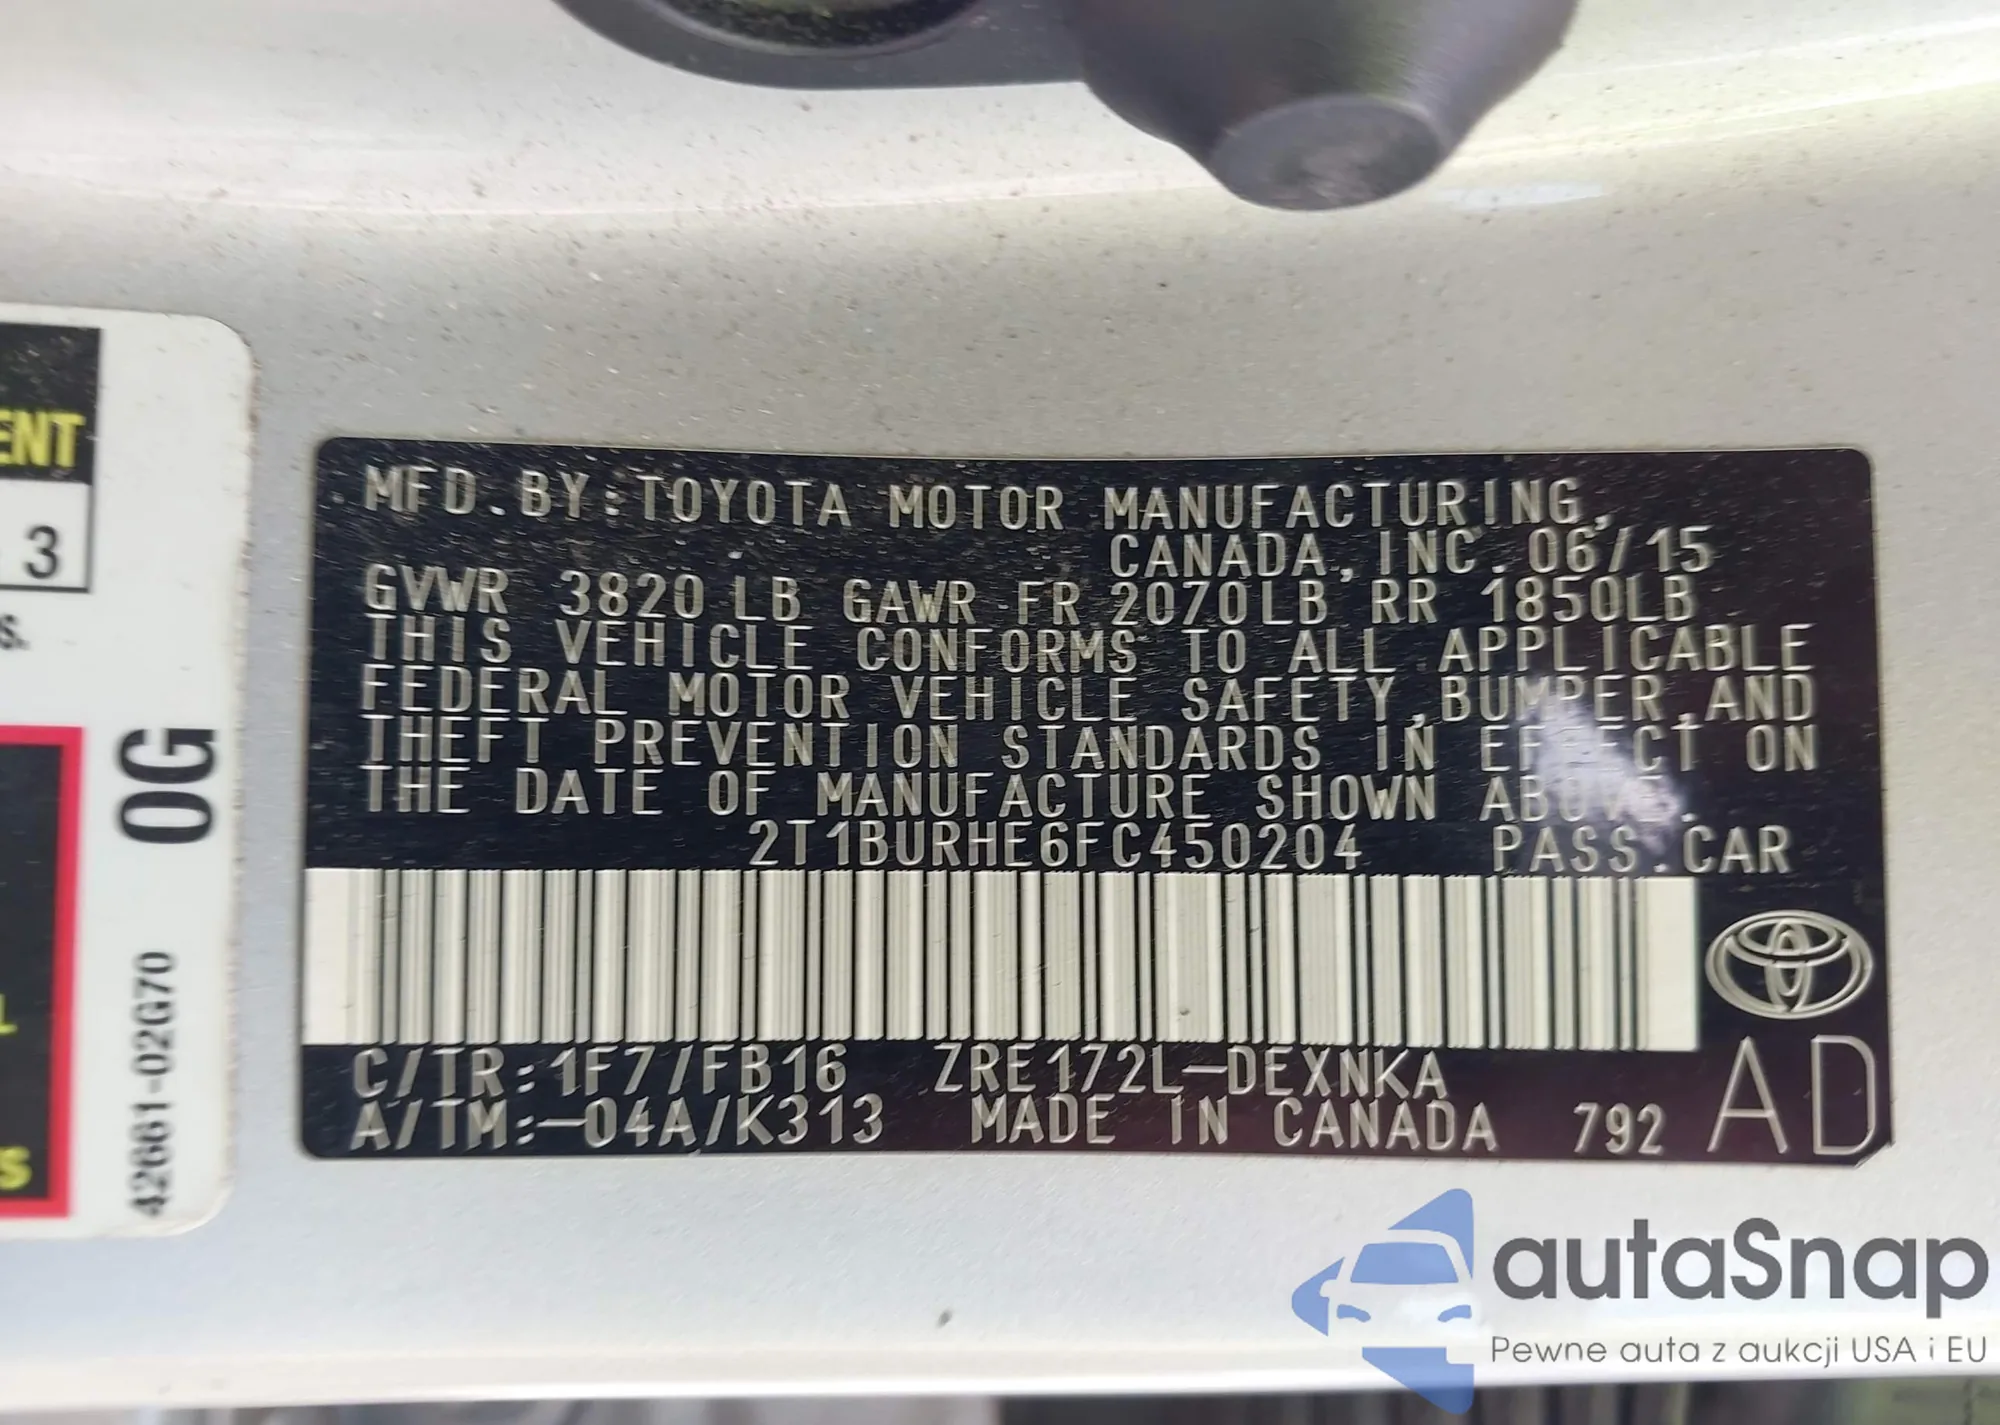 ENT
3
S.
0G
42661-02G70
L
S
MFD.BY:TOYOTA MOTOR MANUFACTURING,
CANADA,INC.06/15
GVWR 3820LB GAWR FR 2070LB RR 1850LB
THIS VEHICLE CONFORMS TO ALL APPLICABLE
FEDERAL MOTOR VEHICLE SAFETY,BUMPER,AND
THEFT PREVENTION STANDARDS IN EFFECT ON
THE DATE OF MANUFACTURE SHOWN ABOVE.
2T1BURHE6FC450204 PASS.CAR
C/TR:1F7/FB16 ZRE172L-DEXNKA
A/TM:-04A/K313 MADE IN CANADA 792 AD
autaSnap
Pewne auta z aukcji USA i EU